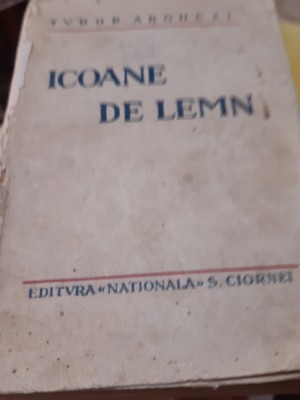 TVDOR ARGHEZI
ICOANE
DE LEMN
EDITVRA «NATIONALA» S. CIORNEI